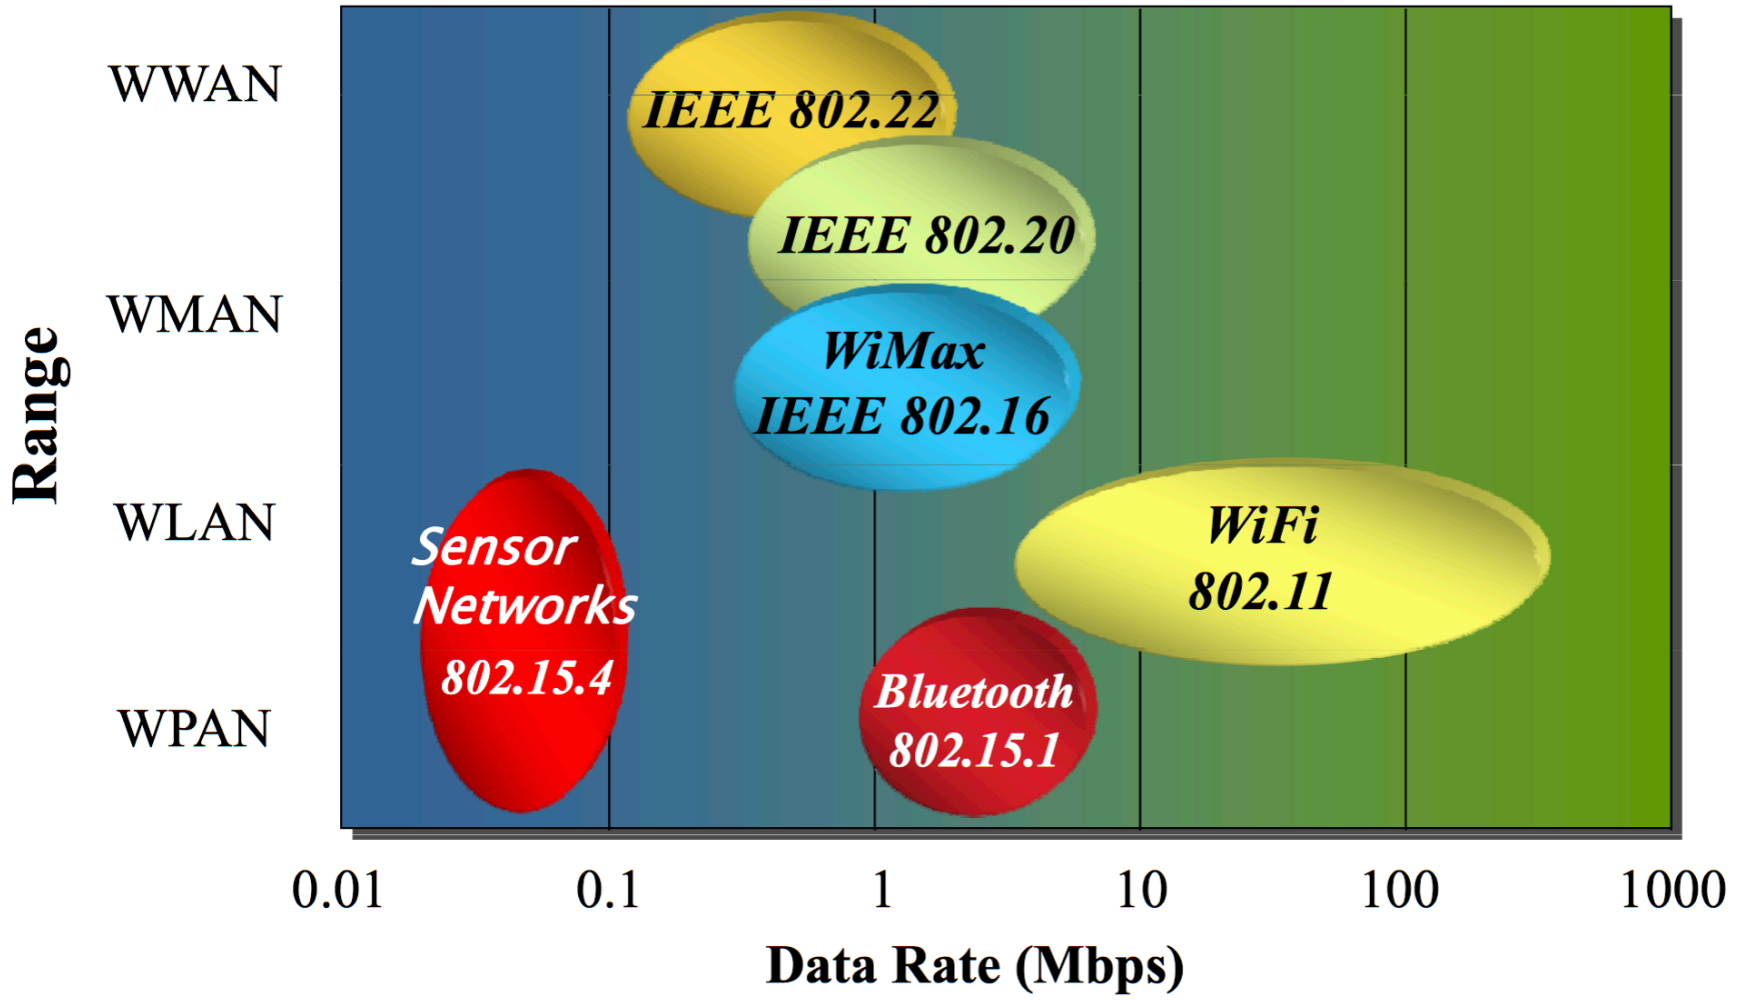 WWAN
IEEE 802.22
IEEE 802.20
WMAN
WiMax
IEEE 802.16
Range
WLAN
Sensor
Networks
802.15.4
WiFi
802.11
WPAN
Bluetooth
802.15.1
0.01 0.1 1 10 100 1000
Data Rate (Mbps)